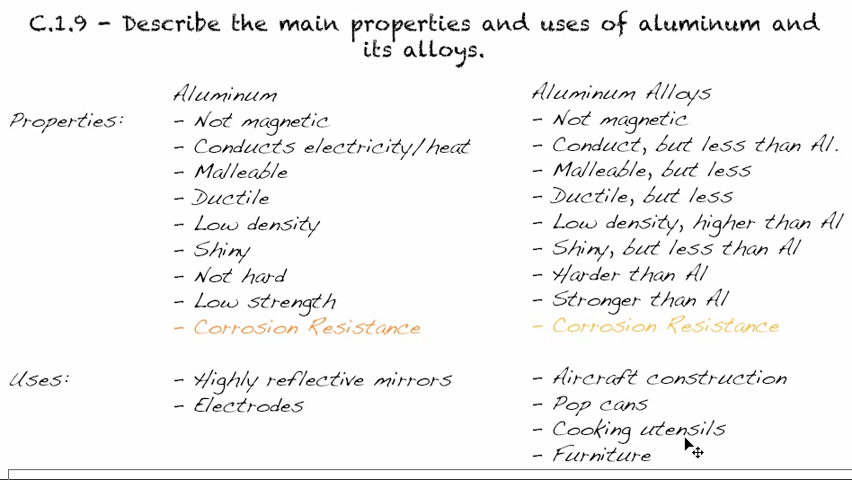 C.1.9 - Describe the main properties and uses of aluminum and
its alloys.
Aluminum
Aluminum Alloys
Properties:
- Not magnetic
- Not magnetic
- Conducts electricity/heat
- Conduct, but less than Al.
- Malleable
- Malleable, but less
- Ductile
- Ductile, but less
- Low density
- Low density, higher than Al
- Shiny
- Shiny, but less than Al
- Not hard
- Harder than Al
- Low strength
- Stronger than Al
- Corrosion Resistance
- Corrosion Resistance
Uses:
- Highly reflective mirrors
- Aircraft construction
- Electrodes
- Pop cans
- Cooking utensils
- Furniture